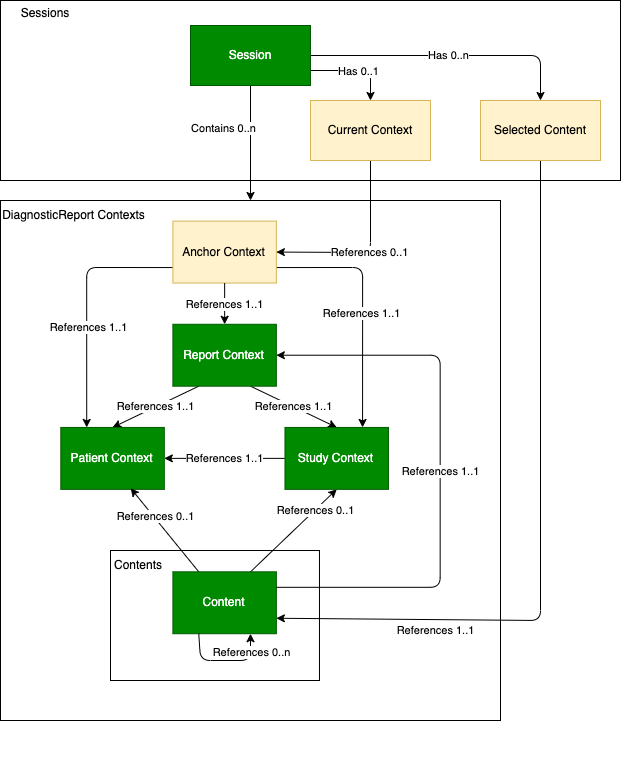 Sessions
Session
Has 0..n
Has 0..1
Current Context
Selected Content
Contains 0..n
DiagnosticReport Contexts
Anchor Context
References 0..1
References 1..1
References 1..1
References 1..1
Report Context
References 1..1
References 1..1
Patient Context
References 1..1
Study Context
References 1..1
References 0..1
References 0..1
Contents
Content
References 1..1
References 0..n